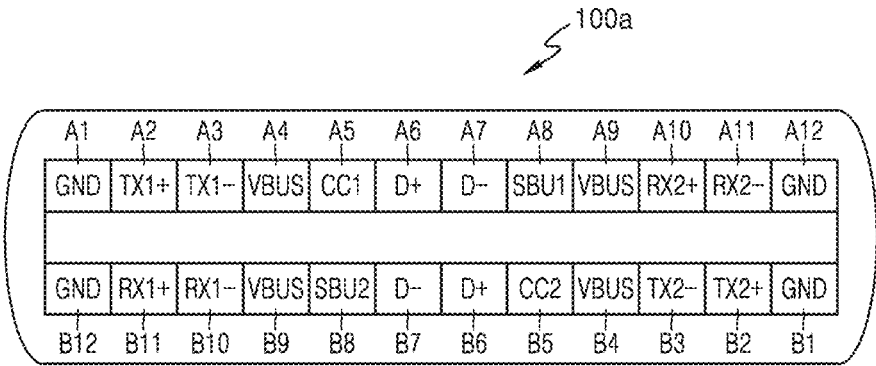 100a
A1 A2 A3 A4 A5 A6 A7 A8 A9 A10 A11 A12
GND TX1+ TX1- VBUS CC1 D+ D- SBU1 VBUS RX2+ RX2- GND
GND RX1+ RX1- VBUS SBU2 D- D+ CC2 VBUS TX2- TX2+ GND
B12 B11 B10 B9 B8 B7 B6 B5 B4 B3 B2 B1